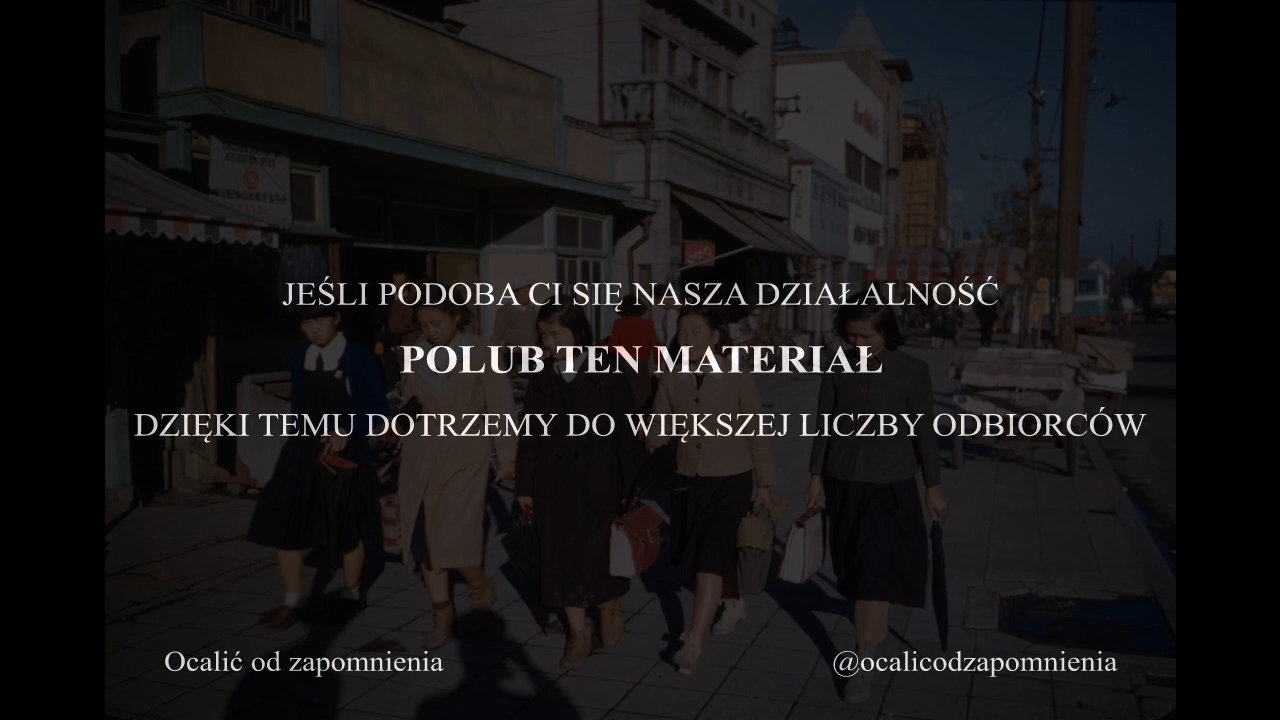 JEŚLI PODOBA CI SIĘ NASZA DZIAŁALNOŚĆ
POLUB TEN MATERIAŁ
DZIĘKI TEMU DOTRZEMY DO WIĘKSZEJ LICZBY ODBIORCÓW
Ocalić od zapomnienia
@ocalicodzapomnienia